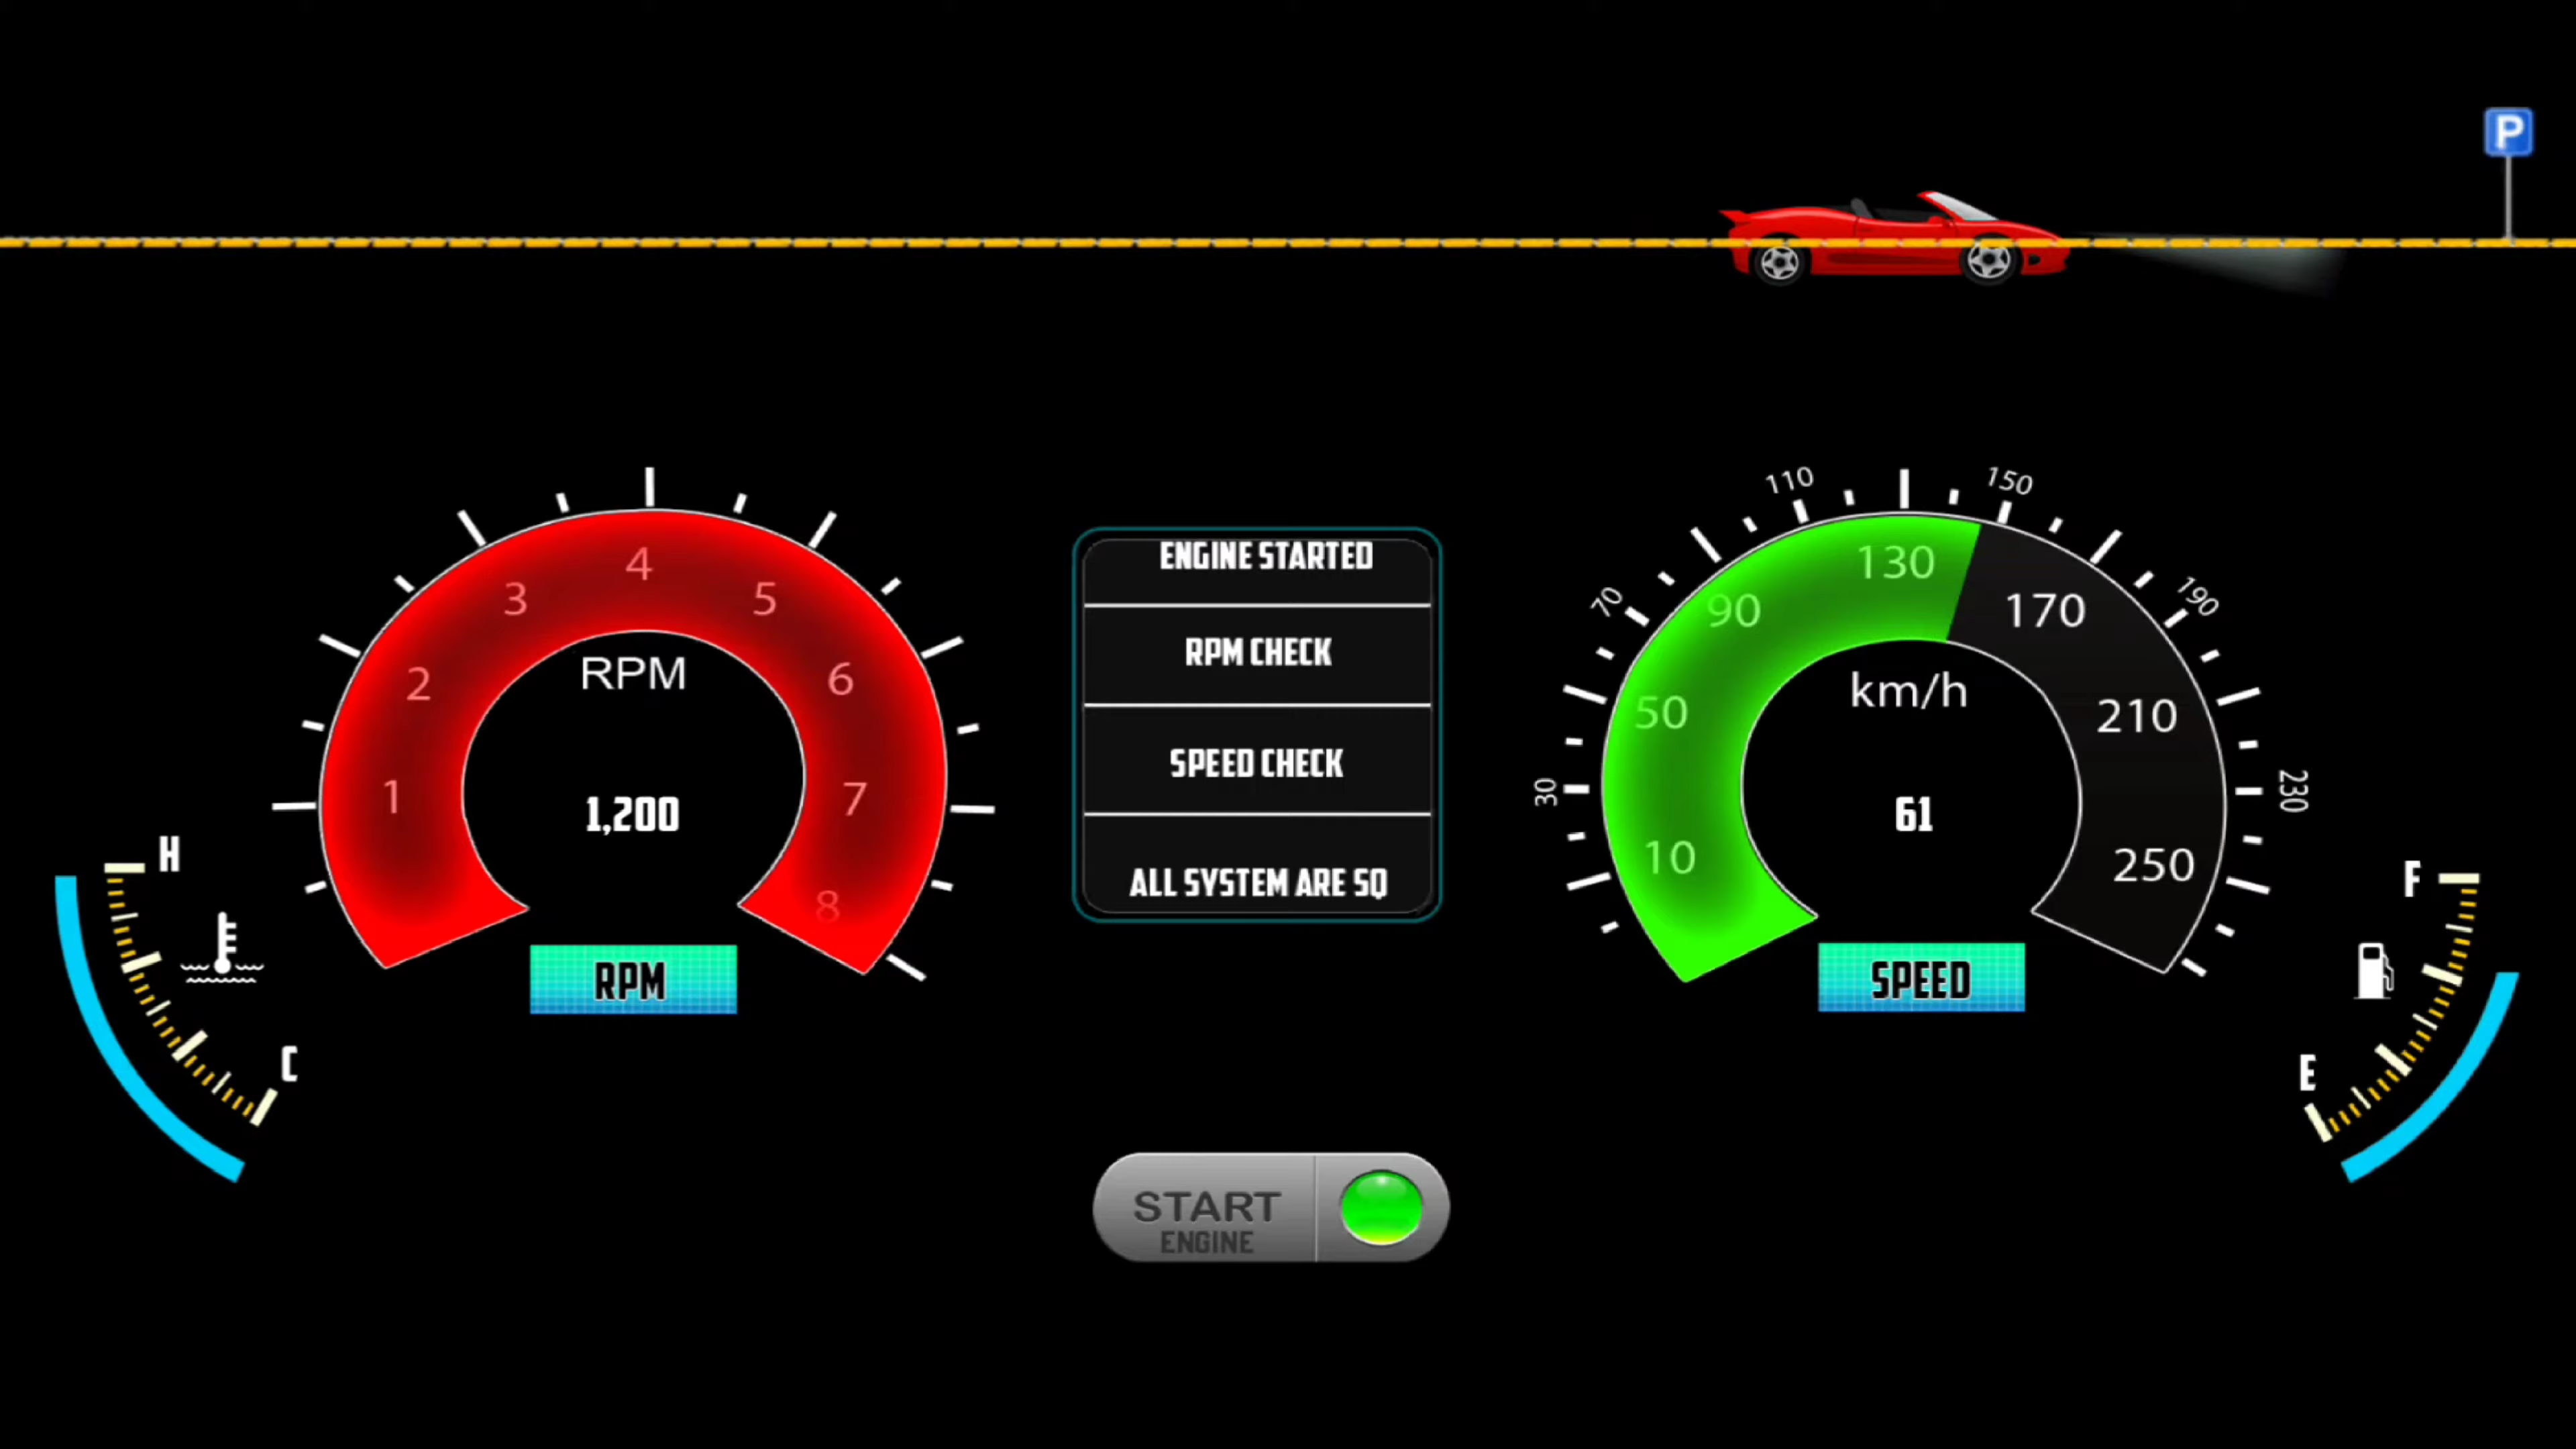 P
110
150
4
130
3
5
90
170
70
190
RPM
2
6
km/h
50
210
1
7
30
230
1,200
61
10
250
8
ENGINE STARTED
RPM CHECK
SPEED CHECK
ALL SYSTEM ARE SQ
H
C
F
E
RPM
SPEED
START
ENGINE